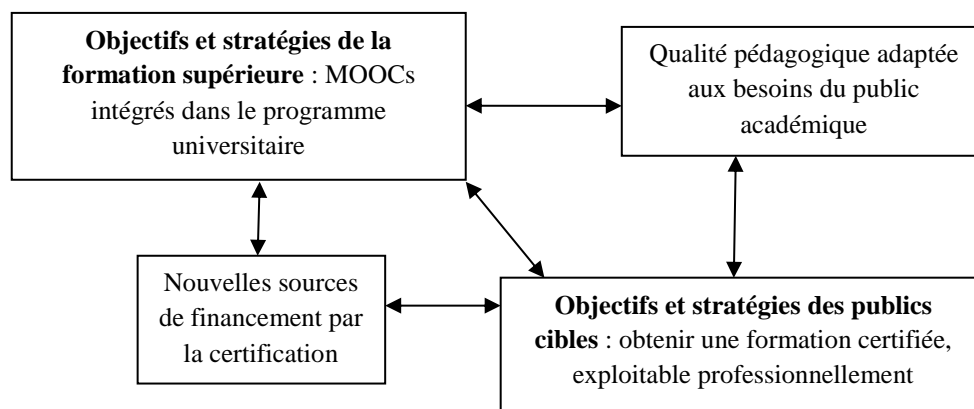 Objectifs et stratégies de la
formation supérieure : MOOCs
intégrés dans le programme
universitaire
Qualité pédagogique adaptée
aux besoins du public
académique
Nouvelles sources
de financement par
la certification
Objectifs et stratégies des publics
cibles : obtenir une formation certifiée,
exploitable professionnellement